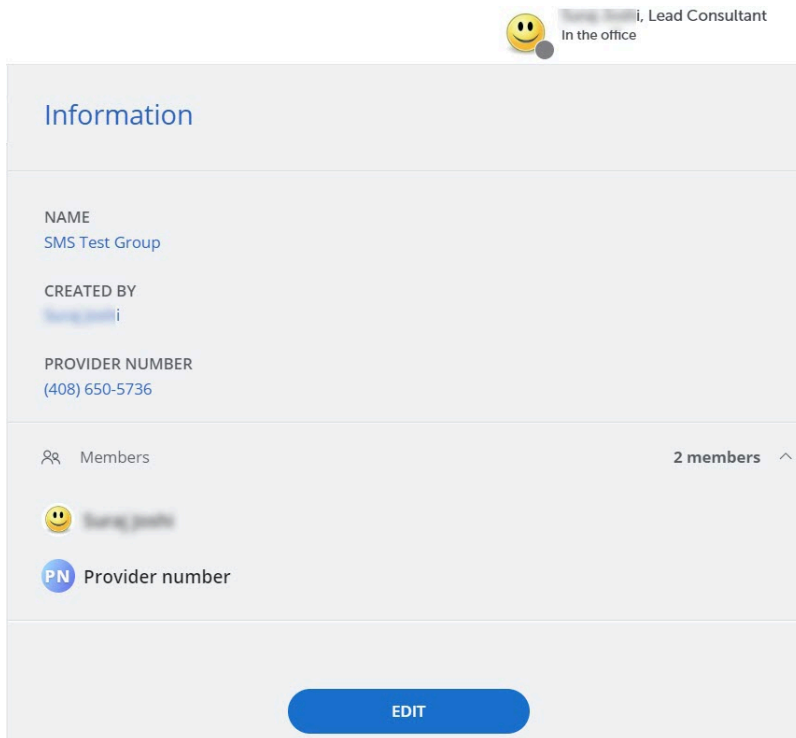 i, Lead Consultant
In the office
Information
NAME
SMS Test Group
CREATED BY
i
PROVIDER NUMBER
(408) 650-5736
Members
2 members
PN
Provider number
EDIT